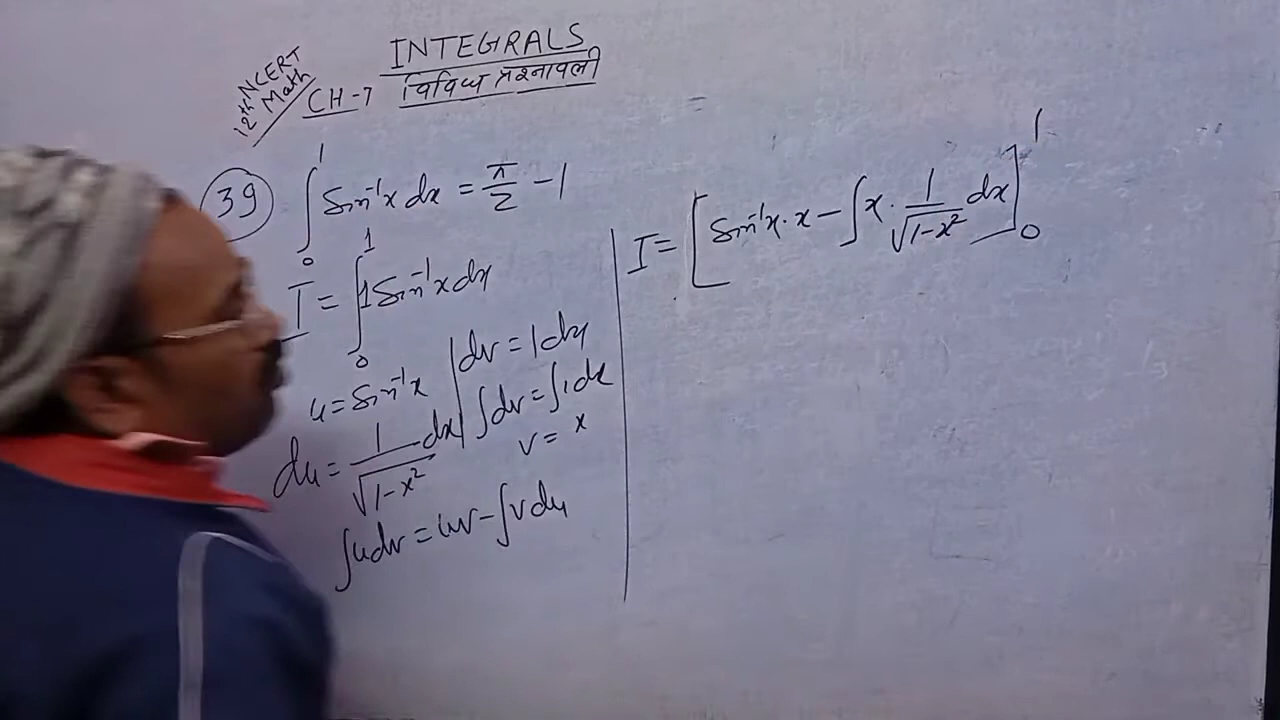 INTEGRALS
12th NCERT Math
CH-7 विविध प्रश्नावली
39 ∫₀¹ Sin⁻¹x dx = π/2 - 1
I = ∫₀¹ 1 Sin⁻¹x dx
u = Sin⁻¹x | dv = 1 dx
du = 1/√(1-x²) dx | ∫dv = ∫1 dx
v = x
∫u dv = uv - ∫v du
I = [Sin⁻¹x · x - ∫x · 1/√(1-x²) dx]₀¹